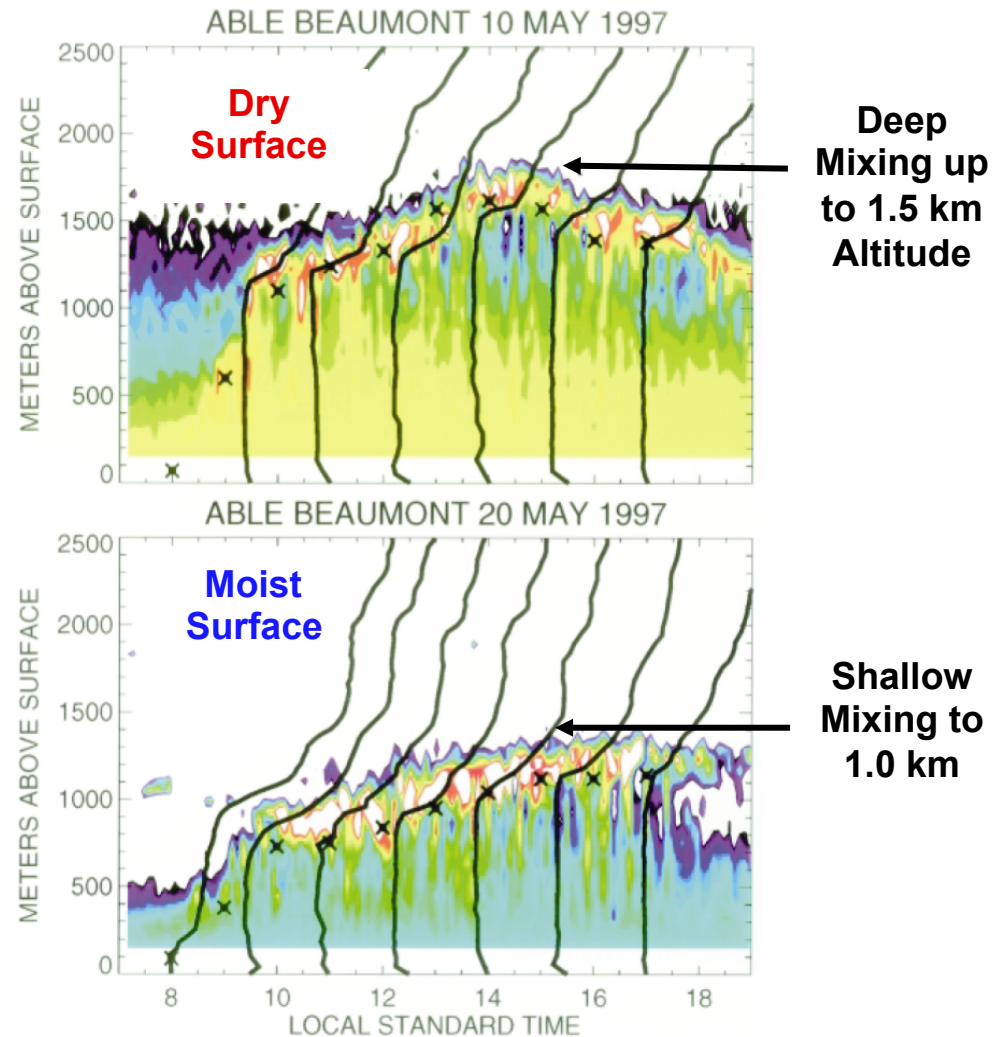 ABLE BEAUMONT 10 MAY 1997
METERS ABOVE SURFACE
2500
2000
1500
1000
500
0
Dry
Surface
Deep
Mixing up
to 1.5 km
Altitude
ABLE BEAUMONT 20 MAY 1997
METERS ABOVE SURFACE
2500
2000
1500
1000
500
0
Moist
Surface
Shallow
Mixing to
1.0 km
8 10 12 14 16 18
LOCAL STANDARD TIME